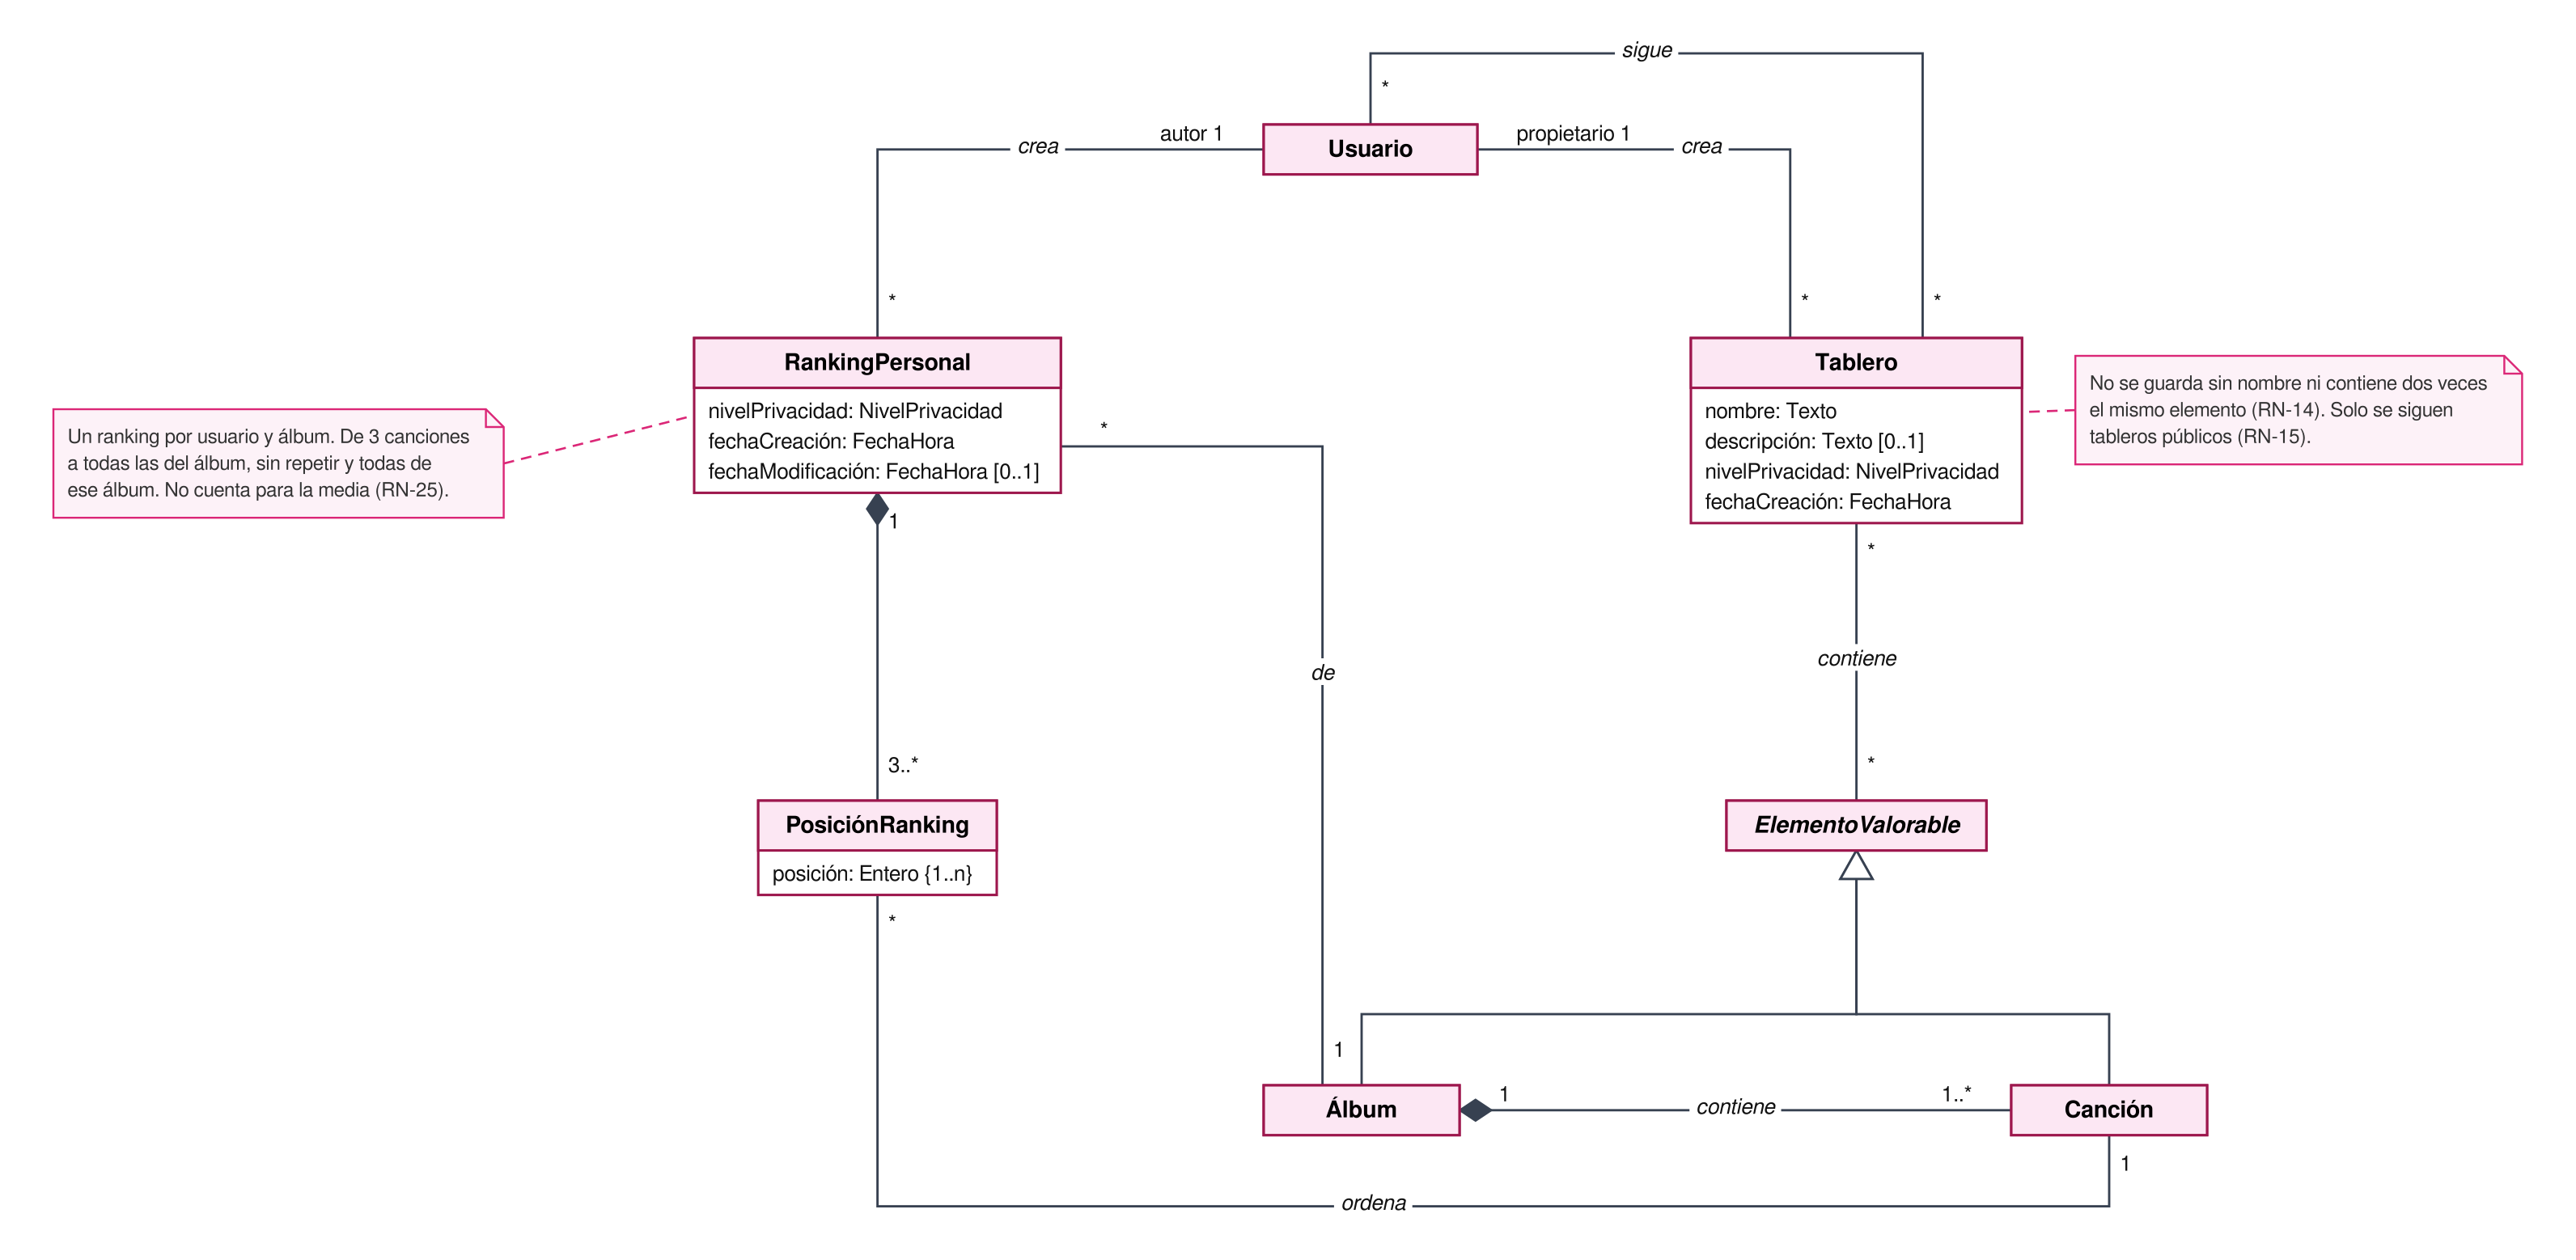 sigue
*
autor 1
crea
Usuario
propietario 1
crea
*
*
*
RankingPersonal
nivelPrivacidad: NivelPrivacidad
fechaCreación: FechaHora
fechaModificación: FechaHora [0..1]
Tablero
nombre: Texto
descripción: Texto [0..1]
nivelPrivacidad: NivelPrivacidad
fechaCreación: FechaHora
No se guarda sin nombre ni contiene dos veces
el mismo elemento (RN-14). Solo se siguen
tableros públicos (RN-15).
Un ranking por usuario y álbum. De 3 canciones
a todas las del álbum, sin repetir y todas de
ese álbum. No cuenta para la media (RN-25).
*
1
*
contiene
de
3..*
*
PosiciónRanking
posición: Entero {1..n}
ElementoValorable
*
1
Álbum
1
contiene
1..*
Canción
1
ordena